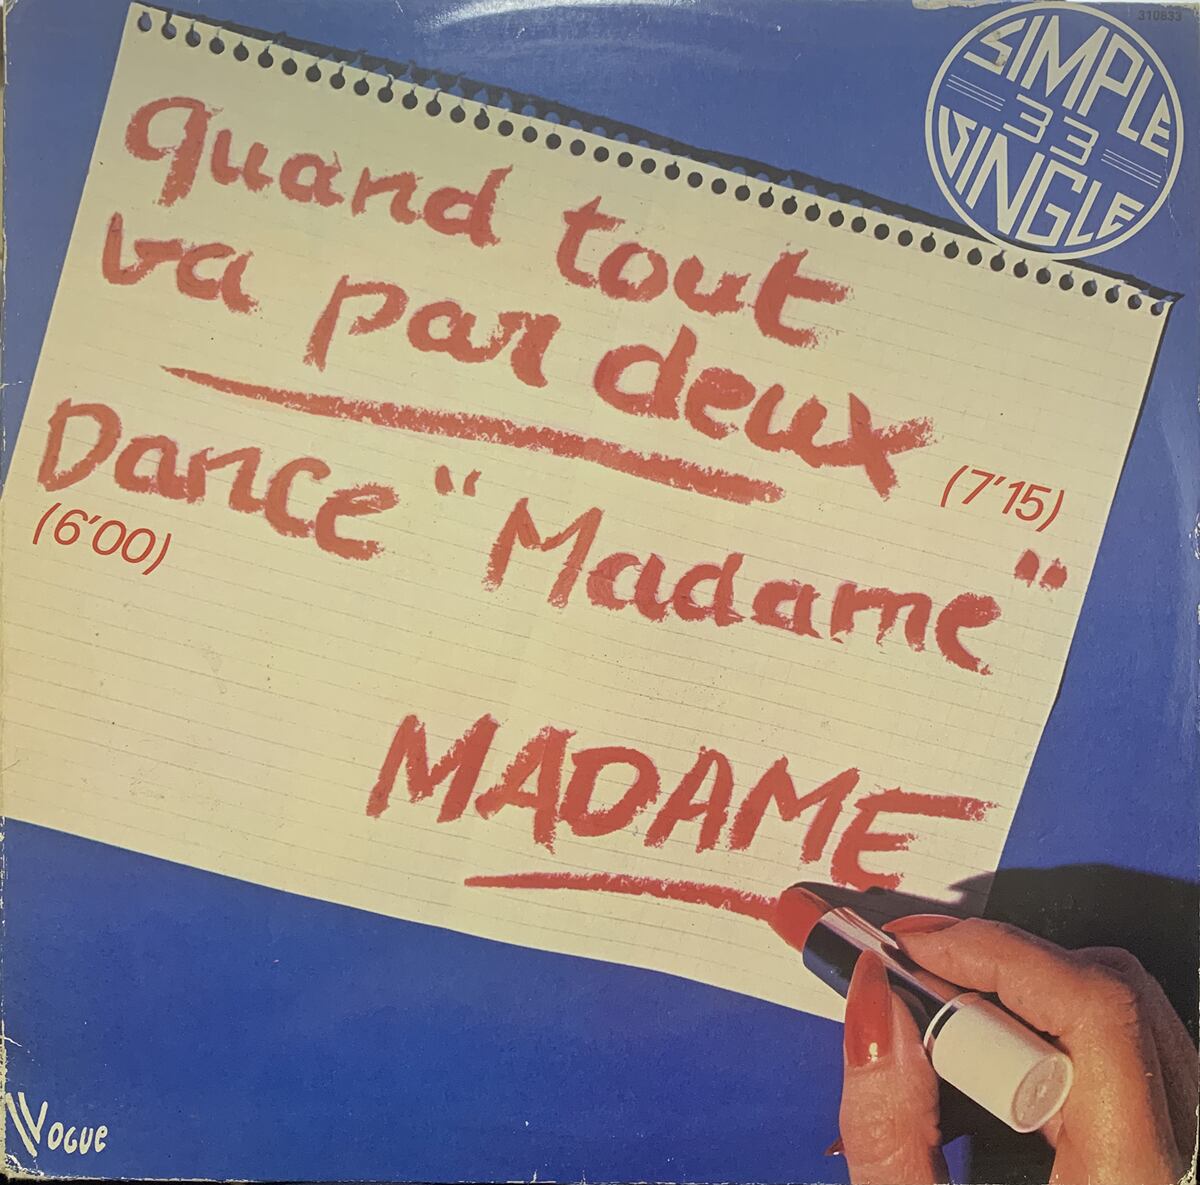 310833
SIMPLE
33
SINGLE
quand tout
va par deux
(7'15)
Dance "Madame"
(6'00)
MADAME
VOGUE